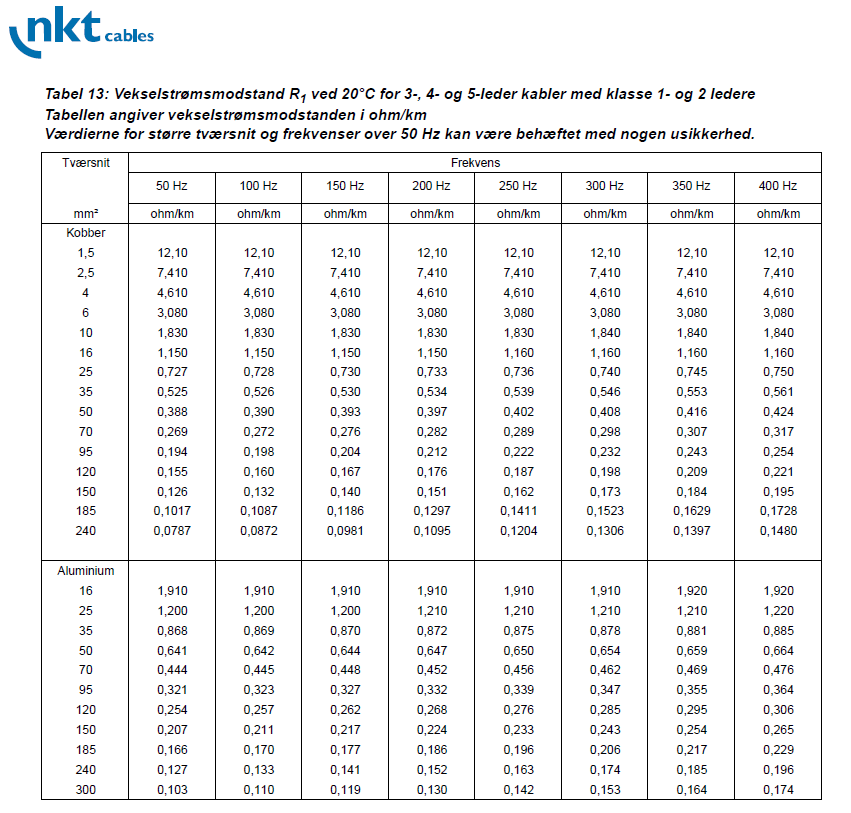 nkt cables
Tabel 13: Vekselstrømsmodstand R1 ved 20°C for 3-, 4- og 5-leder kabler med klasse 1- og 2 ledere
Tabellen angiver vekselstrømsmodstanden i ohm/km
Værdierne for større tværsnit og frekvenser over 50 Hz kan være behæftet med nogen usikkerhed.
Tværsnit Frekvens
50 Hz 100 Hz 150 Hz 200 Hz 250 Hz 300 Hz 350 Hz 400 Hz
mm² ohm/km ohm/km ohm/km ohm/km ohm/km ohm/km ohm/km ohm/km
Kobber
1,5 12,10 12,10 12,10 12,10 12,10 12,10 12,10 12,10
2,5 7,410 7,410 7,410 7,410 7,410 7,410 7,410 7,410
4 4,610 4,610 4,610 4,610 4,610 4,610 4,610 4,610
6 3,080 3,080 3,080 3,080 3,080 3,080 3,080 3,080
10 1,830 1,830 1,830 1,830 1,830 1,840 1,840 1,840
16 1,150 1,150 1,150 1,150 1,160 1,160 1,160 1,160
25 0,727 0,728 0,730 0,733 0,736 0,740 0,745 0,750
35 0,525 0,526 0,530 0,534 0,539 0,546 0,553 0,561
50 0,388 0,390 0,393 0,397 0,402 0,408 0,416 0,424
70 0,269 0,272 0,276 0,282 0,289 0,298 0,307 0,317
95 0,194 0,198 0,204 0,212 0,222 0,232 0,243 0,254
120 0,155 0,160 0,167 0,176 0,187 0,198 0,209 0,221
150 0,126 0,132 0,140 0,151 0,162 0,173 0,184 0,195
185 0,1017 0,1087 0,1186 0,1297 0,1411 0,1523 0,1629 0,1728
240 0,0787 0,0872 0,0981 0,1095 0,1204 0,1306 0,1397 0,1480
Aluminium
16 1,910 1,910 1,910 1,910 1,910 1,910 1,920 1,920
25 1,200 1,200 1,200 1,210 1,210 1,210 1,210 1,220
35 0,868 0,869 0,870 0,872 0,875 0,878 0,881 0,885
50 0,641 0,642 0,644 0,647 0,650 0,654 0,659 0,664
70 0,444 0,445 0,448 0,452 0,456 0,462 0,469 0,476
95 0,321 0,323 0,327 0,332 0,339 0,347 0,355 0,364
120 0,254 0,257 0,262 0,268 0,276 0,285 0,295 0,306
150 0,207 0,211 0,217 0,224 0,233 0,243 0,254 0,265
185 0,166 0,170 0,177 0,186 0,196 0,206 0,217 0,229
240 0,127 0,133 0,141 0,152 0,163 0,174 0,185 0,196
300 0,103 0,110 0,119 0,130 0,142 0,153 0,164 0,174